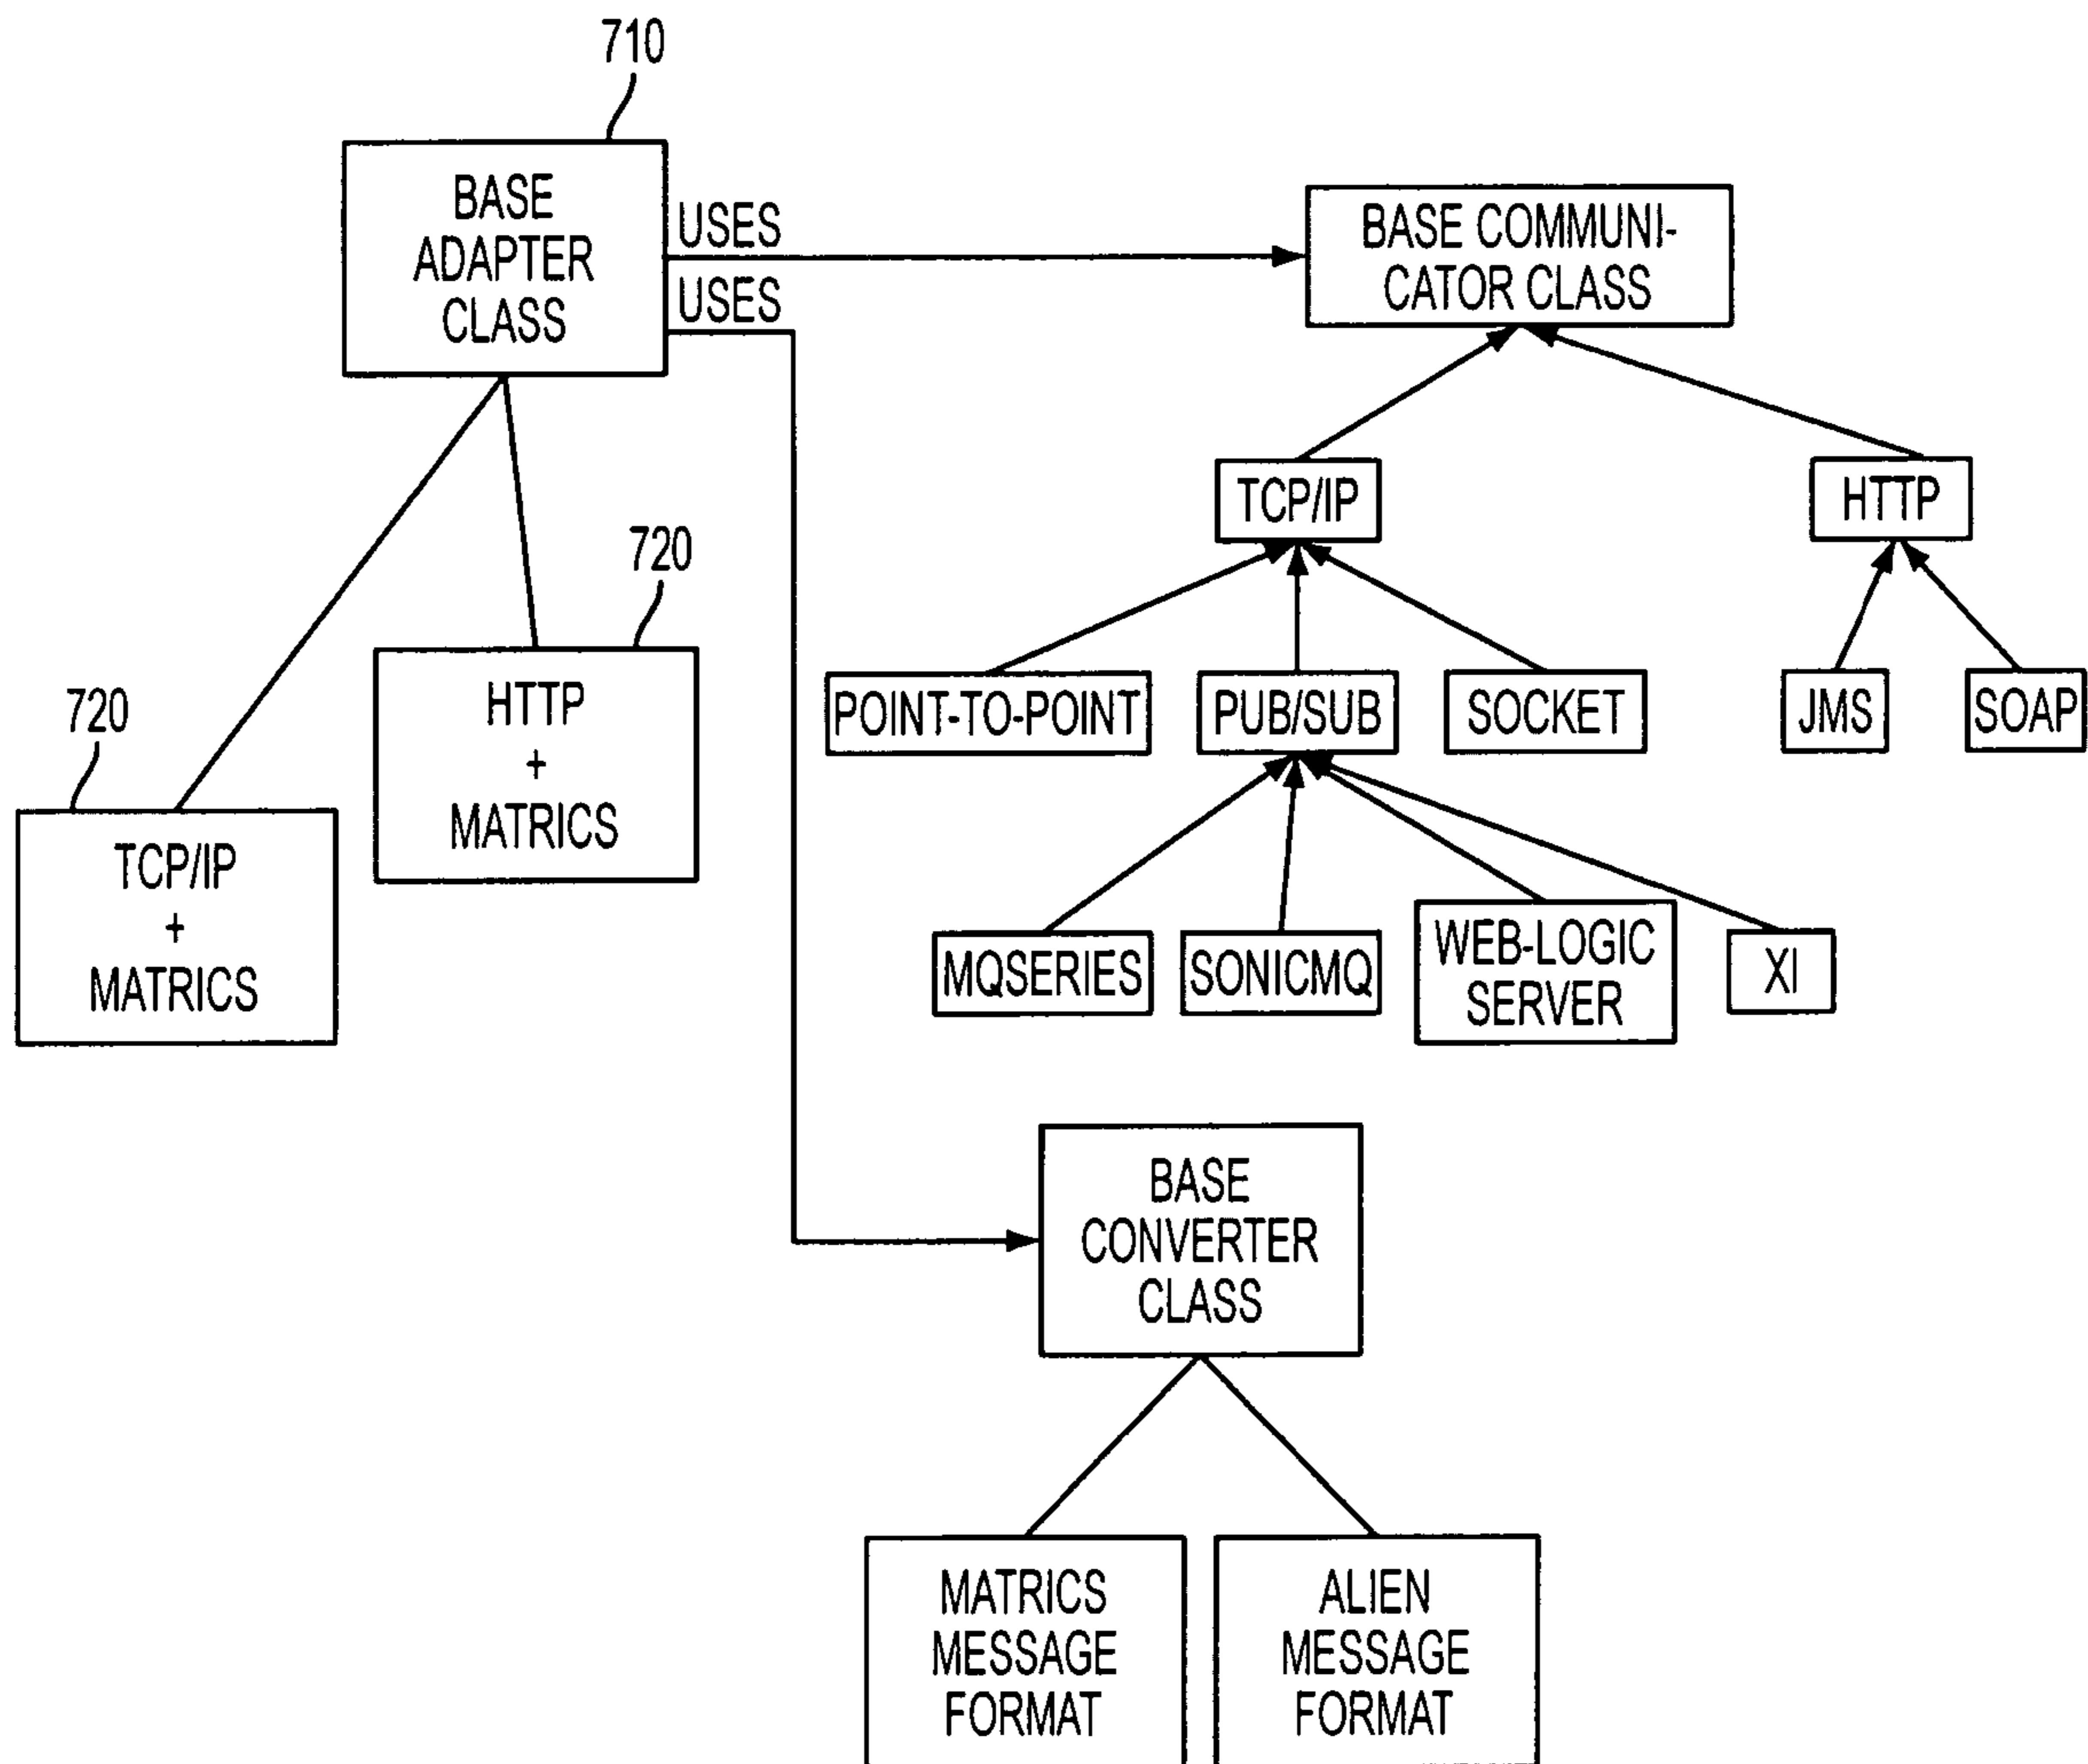 710
BASE
ADAPTER
CLASS
USES
USES
BASE COMMUNI-
CATOR CLASS
TCP/IP
HTTP
720
720
HTTP
+
MATRICS
POINT-TO-POINT
PUB/SUB
SOCKET
JMS
SOAP
TCP/IP
+
MATRICS
MQSERIES
SONICMQ
WEB-LOGIC
SERVER
XI
BASE
CONVERTER
CLASS
MATRICS
MESSAGE
FORMAT
ALIEN
MESSAGE
FORMAT